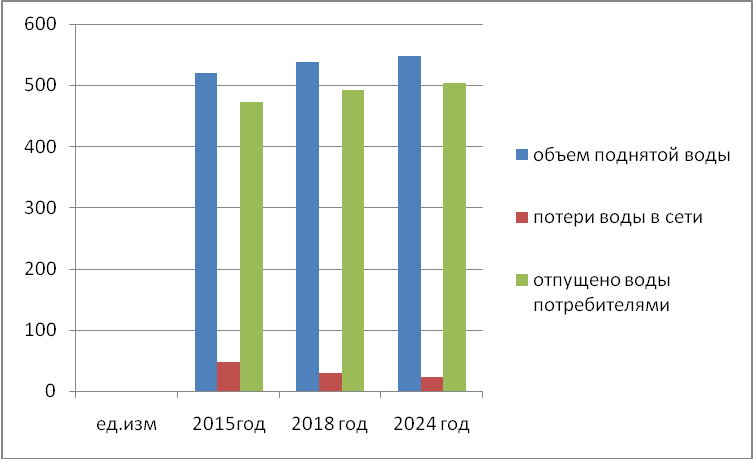 600
500
400
300
200
100
0
ед.изм
2015год
2018 год
2024 год
объем поднятой воды
потери воды в сети
отпущено воды
потребителями